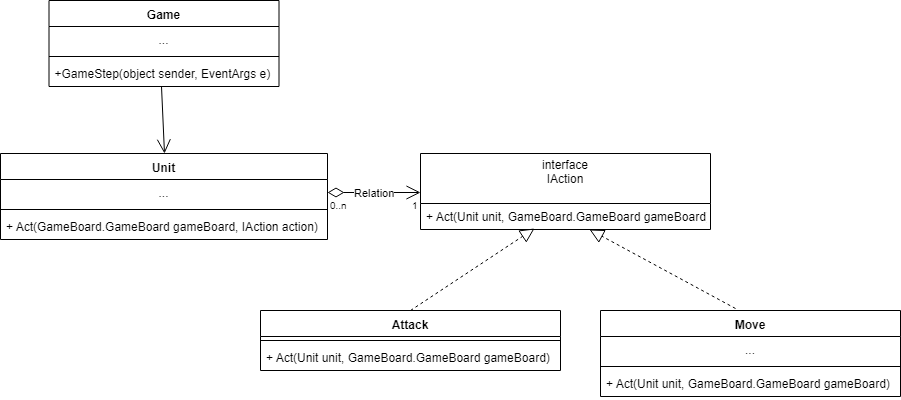 Game
...
+GameStep(object sender, EventArgs e)
Unit
...
+ Act(GameBoard.GameBoard gameBoard, IAction action)
Relation
0..n
1
interface
IAction
+ Act(Unit unit, GameBoard.GameBoard gameBoard
Attack
+ Act(Unit unit, GameBoard.GameBoard gameBoard)
Move
...
+ Act(Unit unit, GameBoard.GameBoard gameBoard)